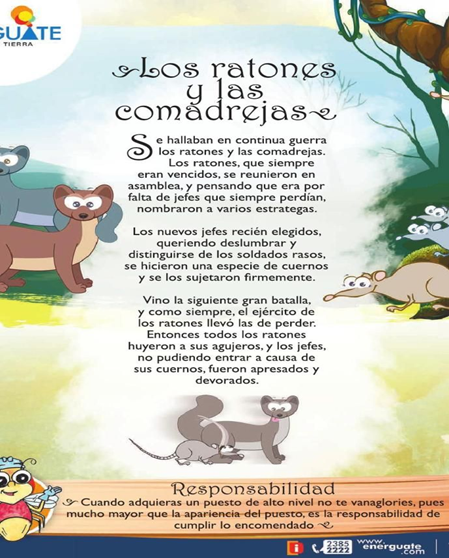 GUATE
TIERRA
Los ratones
y las
comadrejas
Se hallaban en continua guerra
los ratones y las comadrejas.
Los ratones, que siempre
eran vencidos, se reunieron en
asamblea, y pensando que era por
falta de jefes que siempre perdían,
nombraron a varios estrategas.
Los nuevos jefes recién elegidos,
queriendo deslumbrar y
distinguirse de los soldados rasos,
se hicieron una especie de cuernos
y se los sujetaron firmemente.
Vino la siguiente gran batalla,
y como siempre, el ejército de
los ratones llevó las de perder.
Entonces todos los ratones
huyeron a sus agujeros, y los jefes,
no pudiendo entrar a causa de
sus cuernos, fueron apresados y
devorados.
Responsabilidad
Cuando adquieras un puesto de alto nivel no te vanaglories, pues
mucho mayor que la apariencia del puesto, es la responsabilidad de
cumplir lo encomendado
2385
2222
www.
energuate
.com